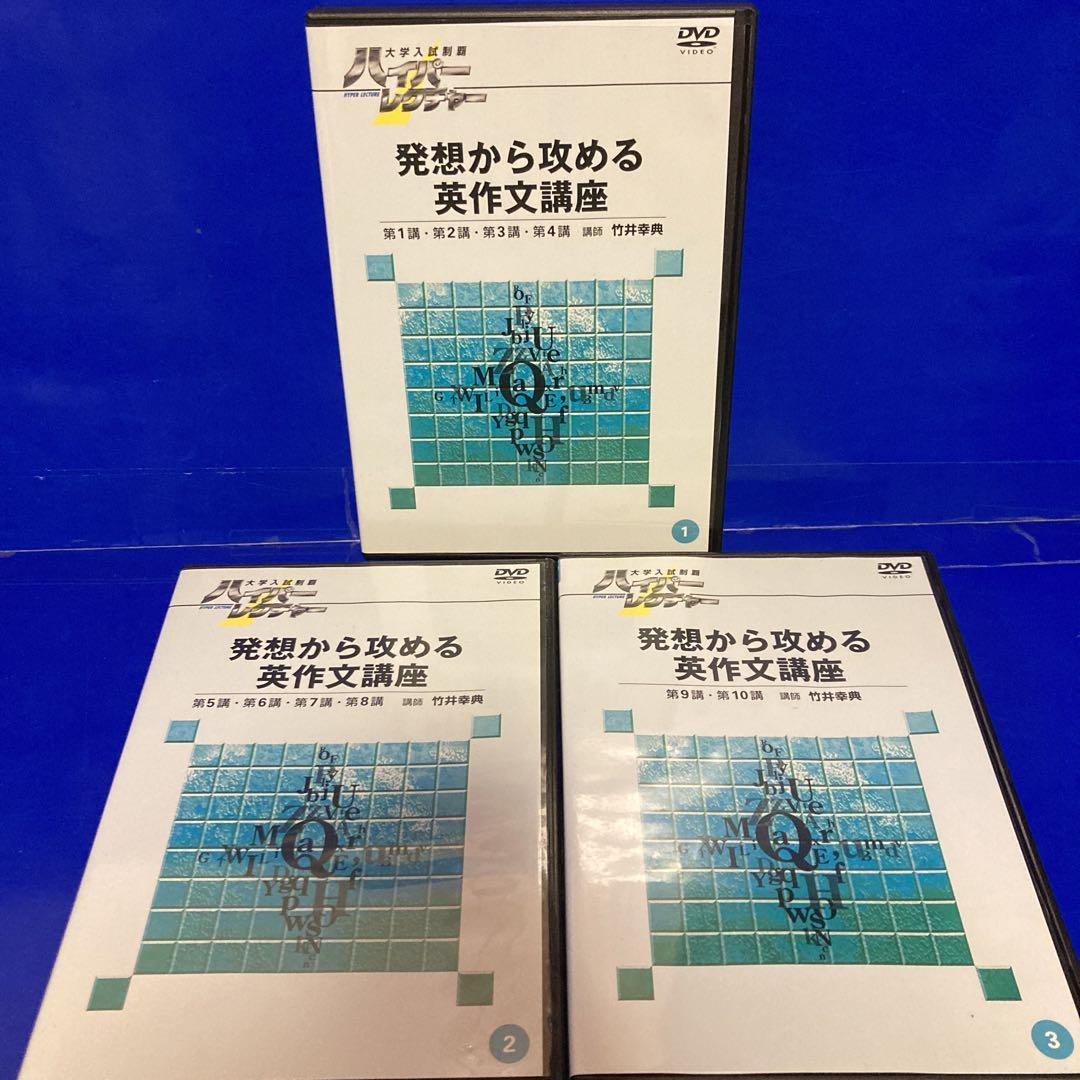 大学入試制覇
ハイパー
HYPER LECTURE
レクチャー
DVD
VIDEO
発想から攻める
英作文講座
第1講・第2講・第3講・第4講 講師 竹井幸典
1
大学入試制覇
ハイパー
HYPER LECTURE
レクチャー
DVD
VIDEO
発想から攻める
英作文講座
第5講・第6講・第7講・第8講 講師 竹井幸典
2
大学入試制覇
ハイパー
HYPER LECTURE
レクチャー
DVD
VIDEO
発想から攻める
英作文講座
第9講・第10講 講師 竹井幸典
3